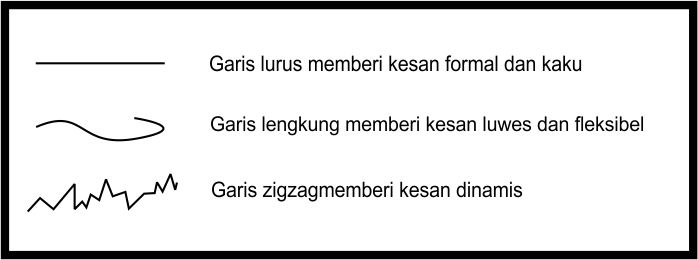 Garis lurus memberi kesan formal dan kaku
Garis lengkung memberi kesan luwes dan fleksibel
Garis zigzagmemberi kesan dinamis